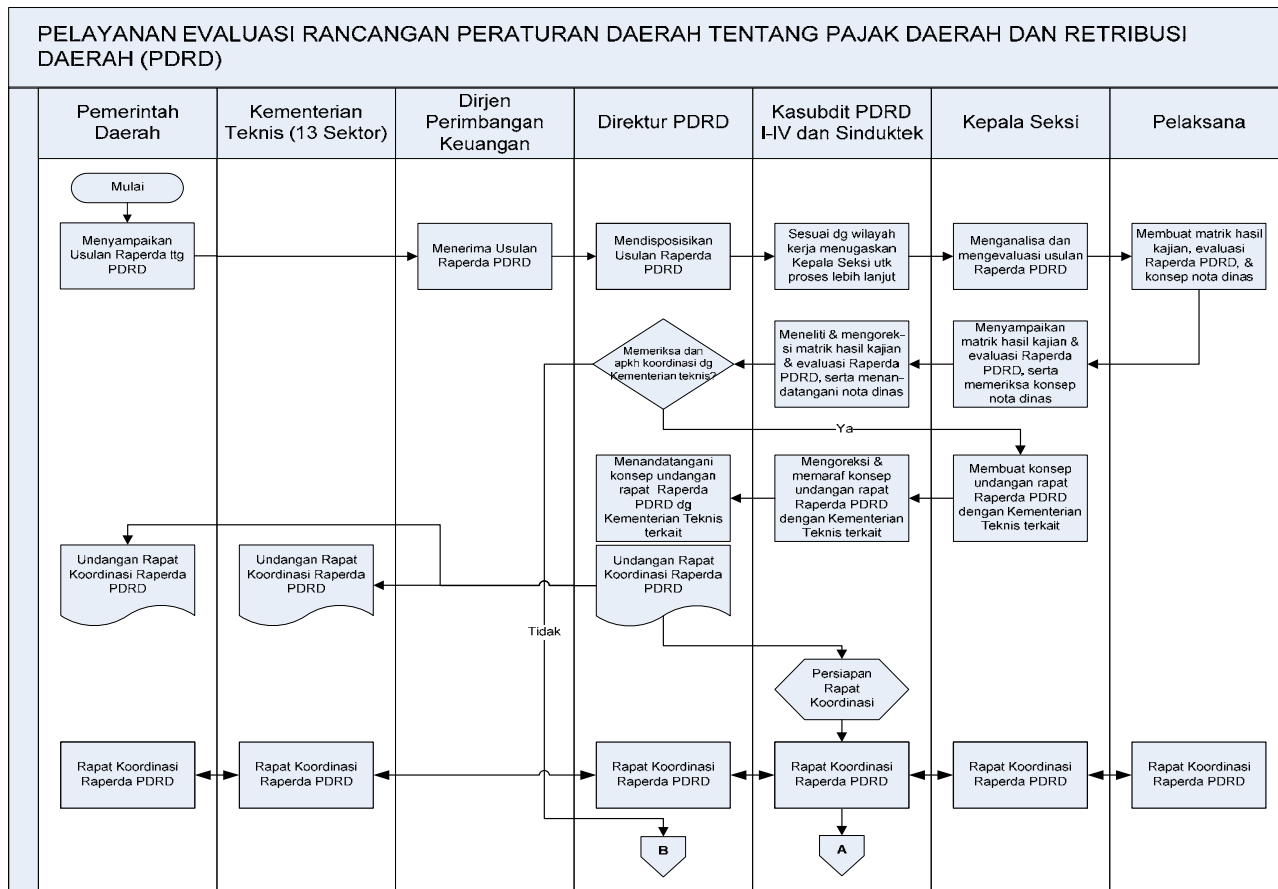 PELAYANAN EVALUASI RANCANGAN PERATURAN DAERAH TENTANG PAJAK DAERAH DAN RETRIBUSI
DAERAH (PDRD)
Pemerintah
Daerah
Kementerian
Teknis (13 Sektor)
Dirjen
Perimbangan
Keuangan
Direktur PDRD
Kasubdit PDRD
I-IV dan Sinduktek
Kepala Seksi
Pelaksana
Mulai
Menyampaikan
Usulan Raperda ttg
PDRD
Menerima Usulan
Raperda PDRD
Mendisposisikan
Usulan Raperda
PDRD
Sesuai dg wilayah
kerja menugaskan
Kepala Seksi utk
proses lebih lanjut
Menganalisa dan
mengevaluasi usulan
Raperda PDRD
Membuat matrik hasil
kajian, evaluasi
Raperda PDRD, &
konsep nota dinas
Memeriksa dan
apkh koordinasi dg
Kementerian teknis?
Meneliti & mengorek-
si matrik hasil kajian
& evaluasi Raperda
PDRD, serta menan-
datangani nota dinas
Menyampaikan
matrik hasil kajian &
evaluasi Raperda
PDRD, serta
memeriksa konsep
nota dinas
Ya
Menandatangani
konsep undangan
rapat Raperda
PDRD dg
Kementerian Teknis
terkait
Mengoreksi &
memaraf konsep
undangan rapat
Raperda PDRD
dengan Kementerian
Teknis terkait
Membuat konsep
undangan rapat
Raperda PDRD
dengan Kementerian
Teknis terkait
Undangan Rapat
Koordinasi Raperda
PDRD
Undangan Rapat
Koordinasi Raperda
PDRD
Undangan Rapat
Koordinasi Raperda
PDRD
Tidak
Persiapan
Rapat
Koordinasi
Rapat Koordinasi
Raperda PDRD
Rapat Koordinasi
Raperda PDRD
Rapat Koordinasi
Raperda PDRD
Rapat Koordinasi
Raperda PDRD
Rapat Koordinasi
Raperda PDRD
Rapat Koordinasi
Raperda PDRD
B
A